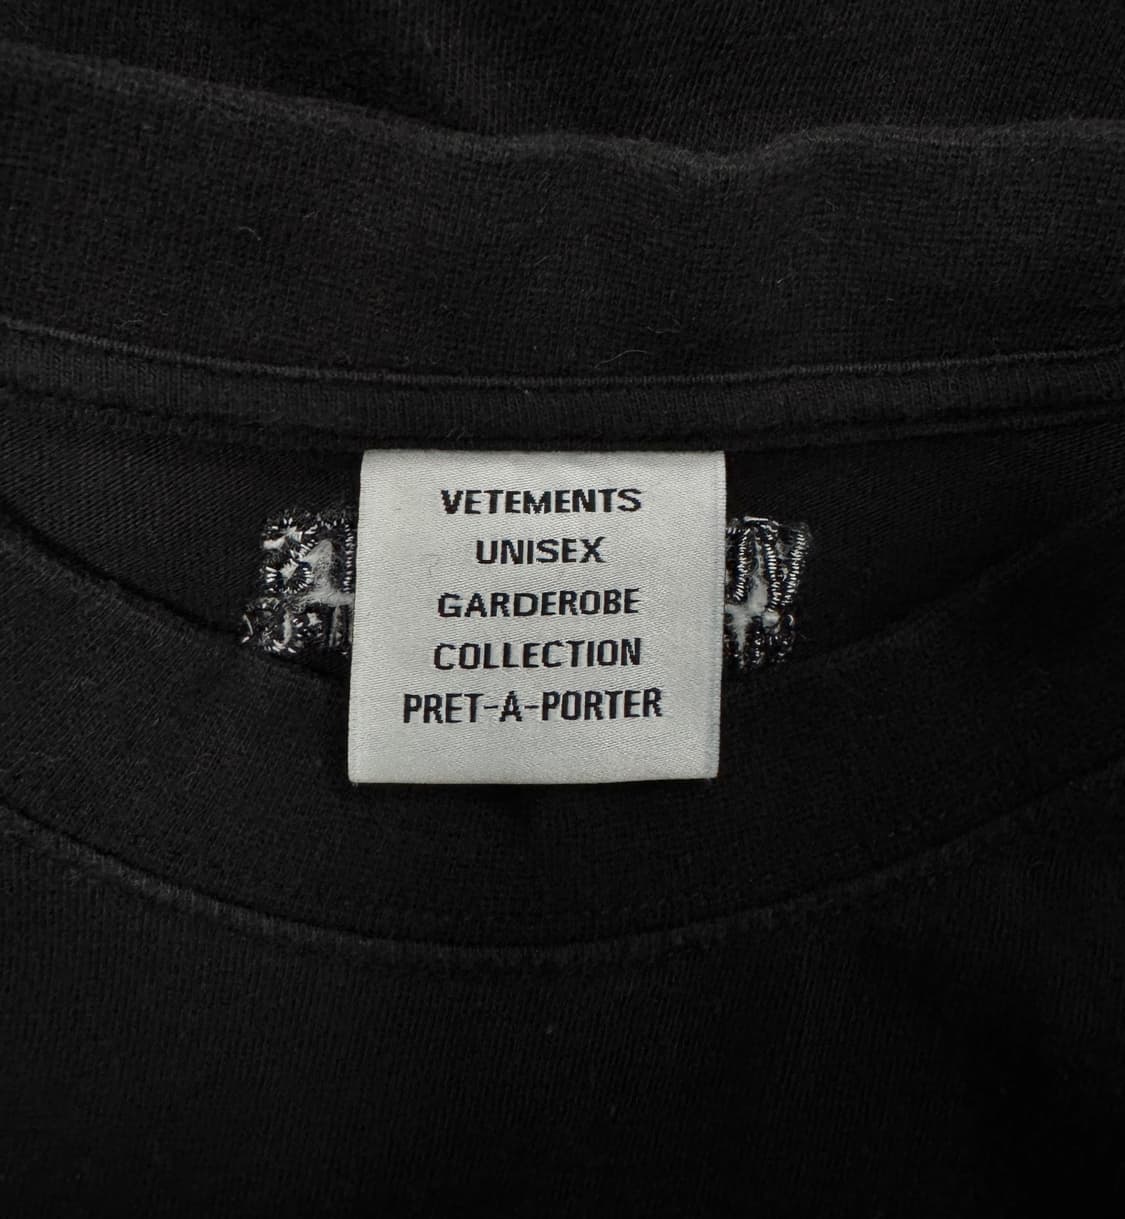 VETEMENTS
UNISEX
GARDEROBE
COLLECTION
PRET-A-PORTER